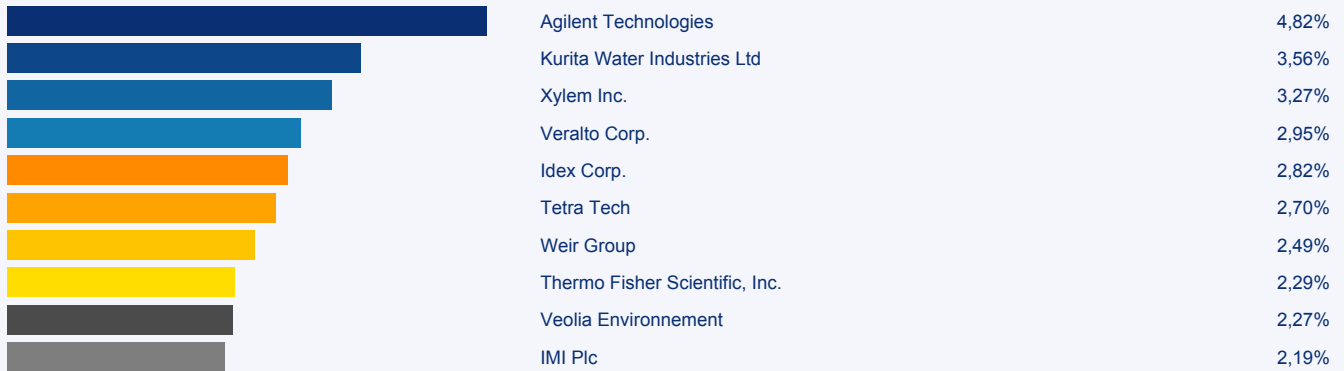 Agilent Technologies 4,82%
Kurita Water Industries Ltd 3,56%
Xylem Inc. 3,27%
Veralto Corp. 2,95%
Idex Corp. 2,82%
Tetra Tech 2,70%
Weir Group 2,49%
Thermo Fisher Scientific, Inc. 2,29%
Veolia Environnement 2,27%
IMI Plc 2,19%